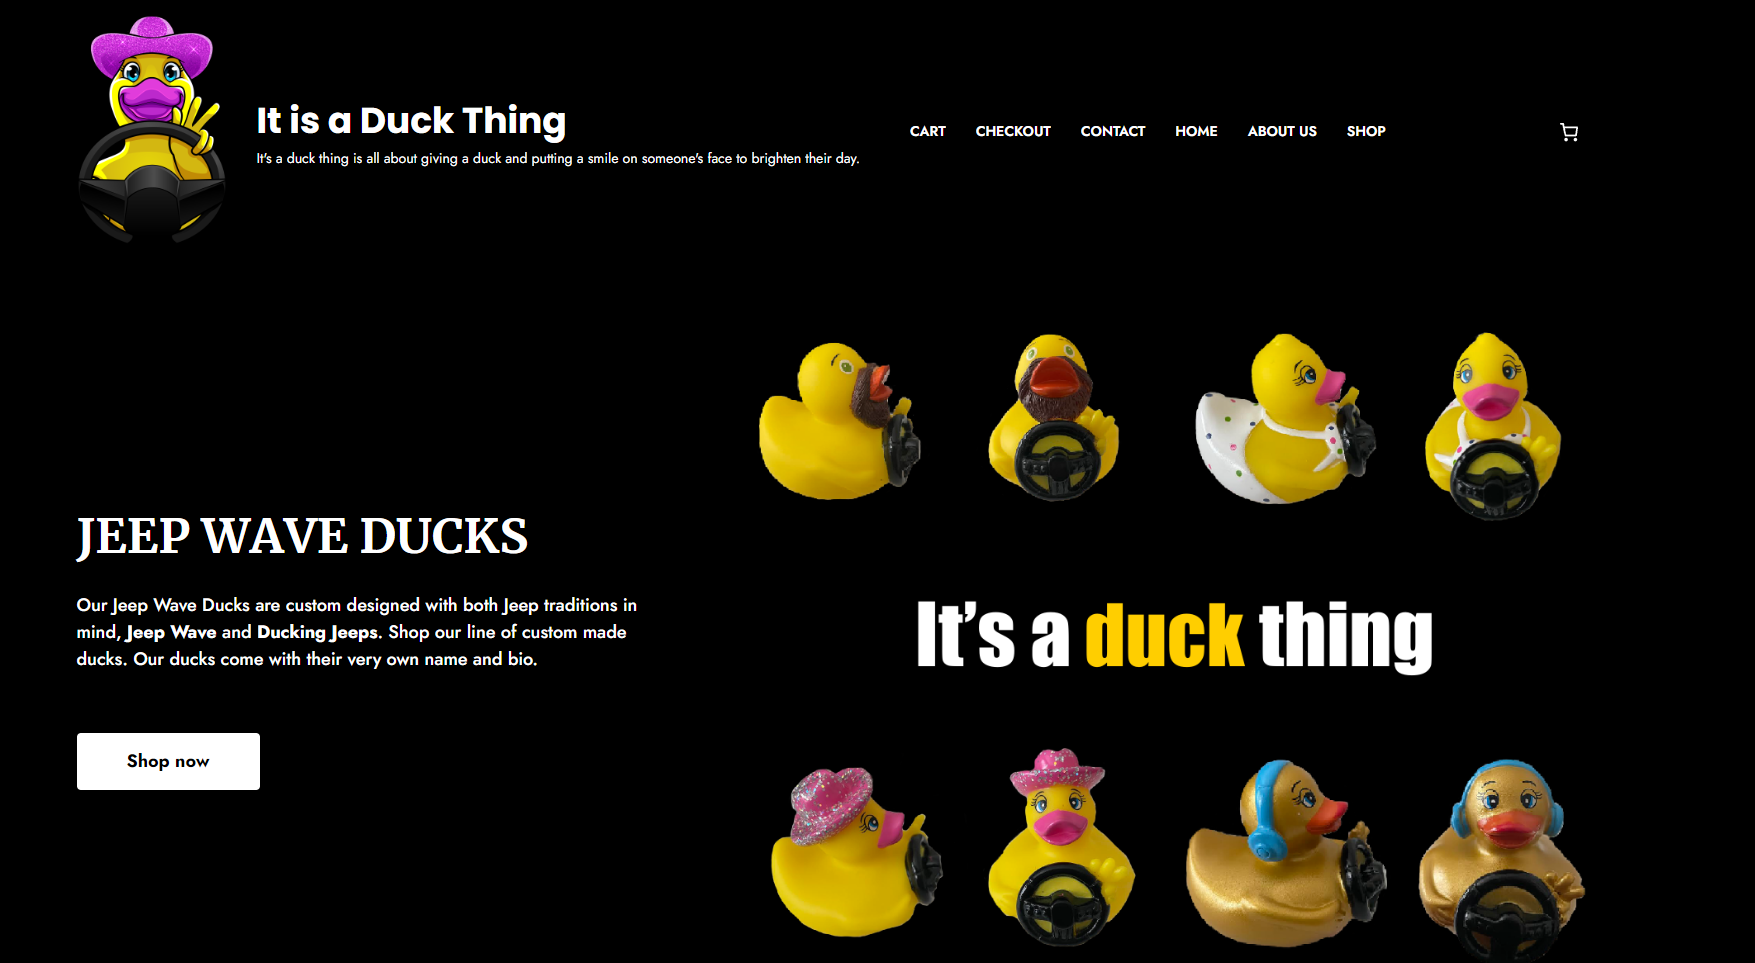 It is a Duck Thing
It's a duck thing is all about giving a duck and putting a smile on someone's face to brighten their day.
CART CHECKOUT CONTACT HOME ABOUT US SHOP
JEEP WAVE DUCKS
Our Jeep Wave Ducks are custom designed with both Jeep traditions in
mind, Jeep Wave and Ducking Jeeps. Shop our line of custom made
ducks. Our ducks come with their very own name and bio.
Shop now
It's a duck thing